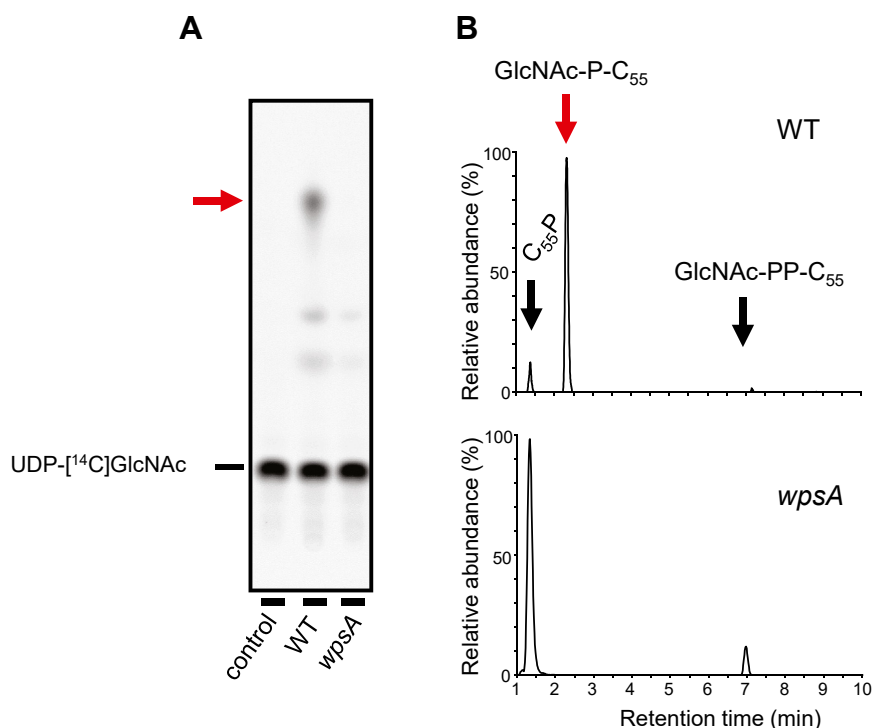 A
UDP-[¹⁴C]GlcNAc
control
WT
wpsA
B
GlcNAc-P-C₅₅
WT
C₅₅P
GlcNAc-PP-C₅₅
Relative abundance (%)
100
50
0
wpsA
Relative abundance (%)
100
50
0
1 2 3 4 5 6 7 8 9 10
Retention time (min)